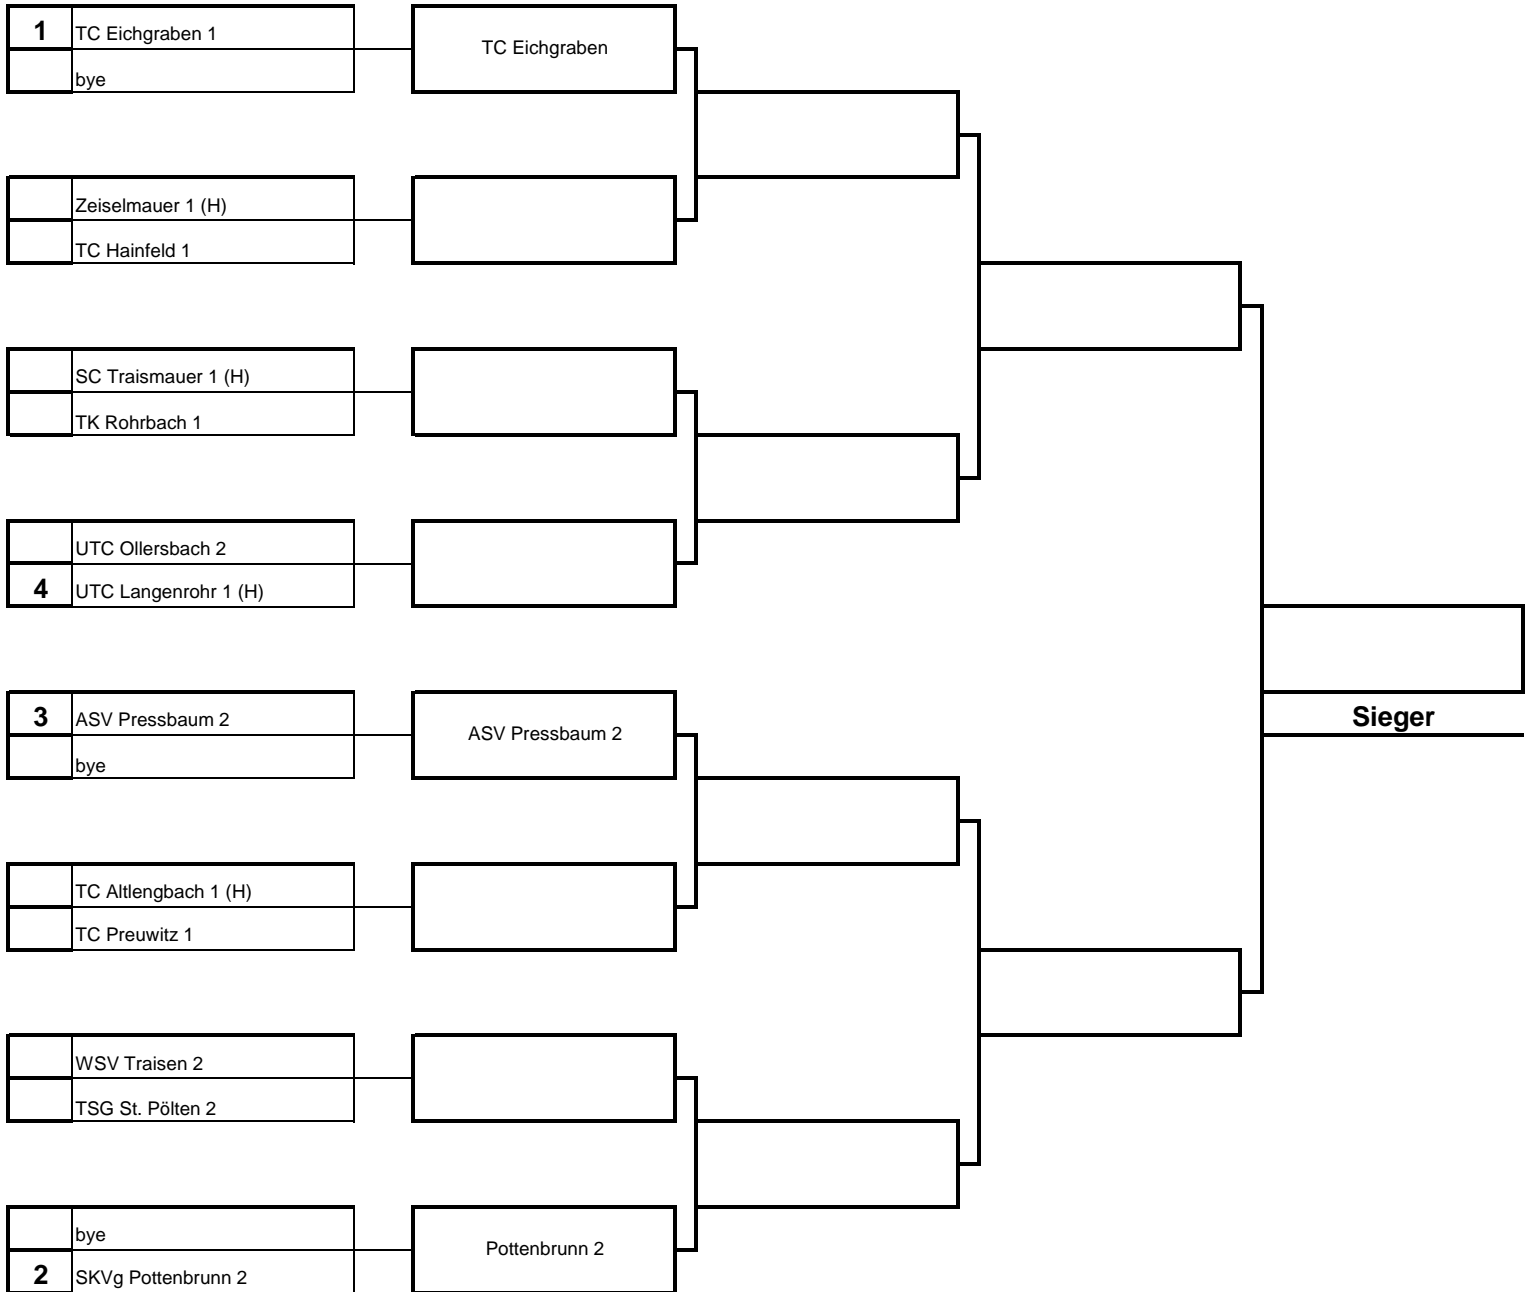 1 TC Eichgraben 1
bye
TC Eichgraben
Zeiselmauer 1 (H)
TC Hainfeld 1
SC Traismauer 1 (H)
TK Rohrbach 1
UTC Ollersbach 2
4 UTC Langenrohr 1 (H)
3 ASV Pressbaum 2
bye
ASV Pressbaum 2
Sieger
TC Altlengbach 1 (H)
TC Preuwitz 1
WSV Traisen 2
TSG St. Pölten 2
bye
2 SKVg Pottenbrunn 2
Pottenbrunn 2